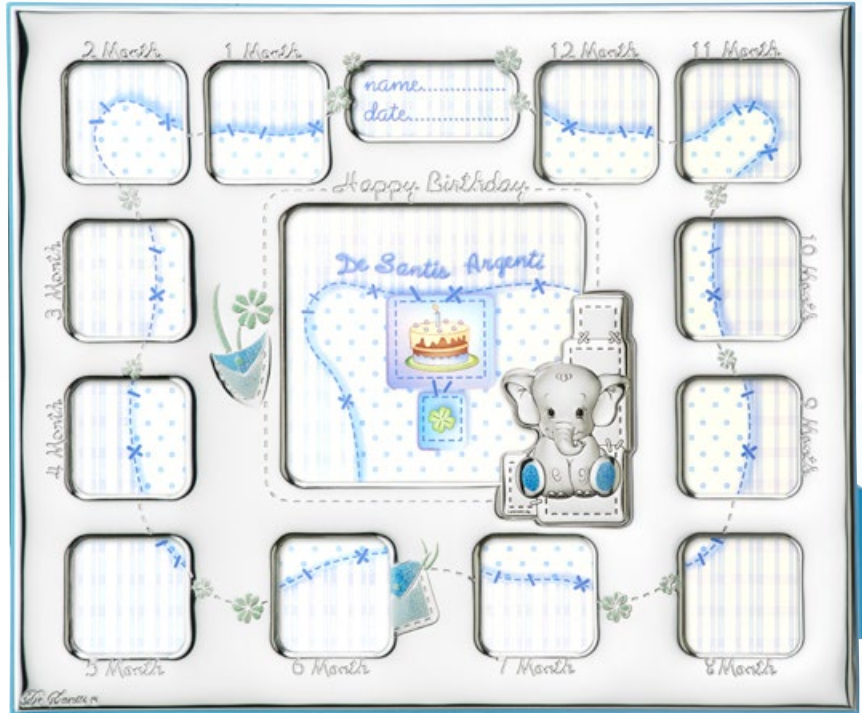 2 Month
1 Month
name..............
date...............
12 Month
11 Month
Happy Birthday
3 Month
De Santis Argenti
10 Month
4 Month
9 Month
5 Month
6 Month
7 Month
8 Month